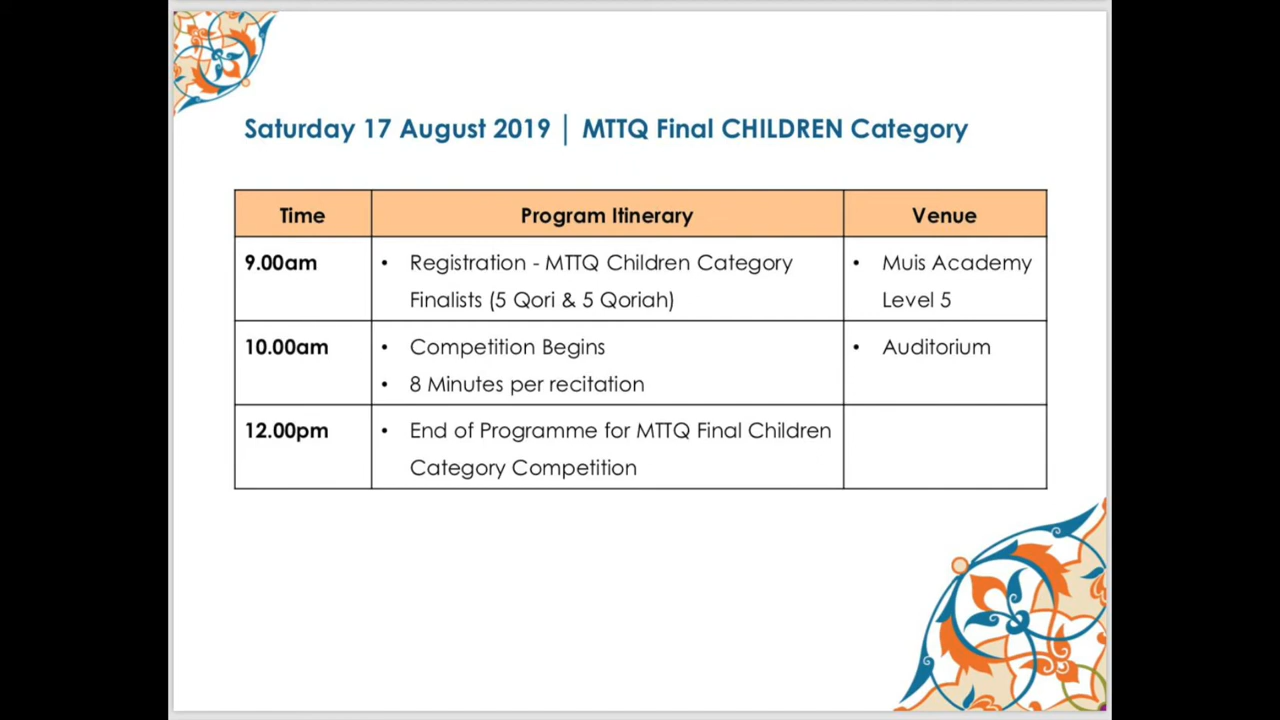 Saturday 17 August 2019 | MTTQ Final CHILDREN Category
Time Program Itinerary Venue
9.00am • Registration - MTTQ Children Category • Muis Academy
Finalists (5 Qori & 5 Qoriah) Level 5
10.00am • Competition Begins • Auditorium
• 8 Minutes per recitation
12.00pm • End of Programme for MTTQ Final Children
Category Competition